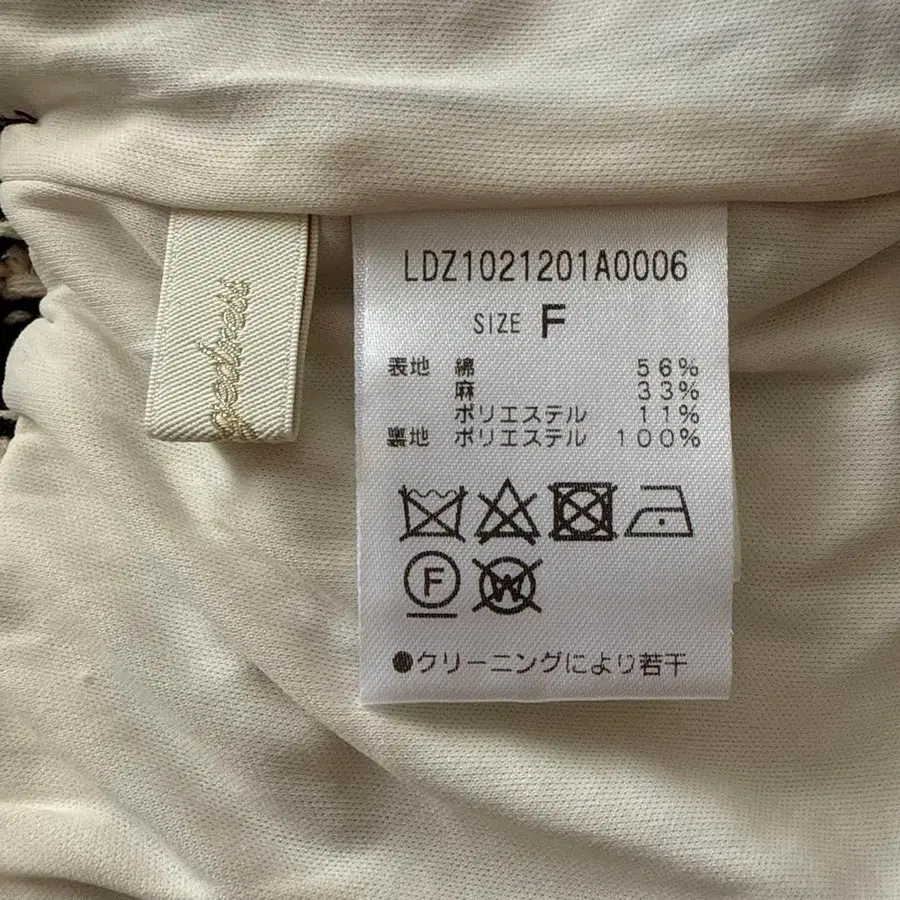 LDZ1021201A0006
SIZE F
表地 綿 56%
麻 33%
ポリエステル 11%
裏地 ポリエステル 100%
F
W
●クリーニングにより若干